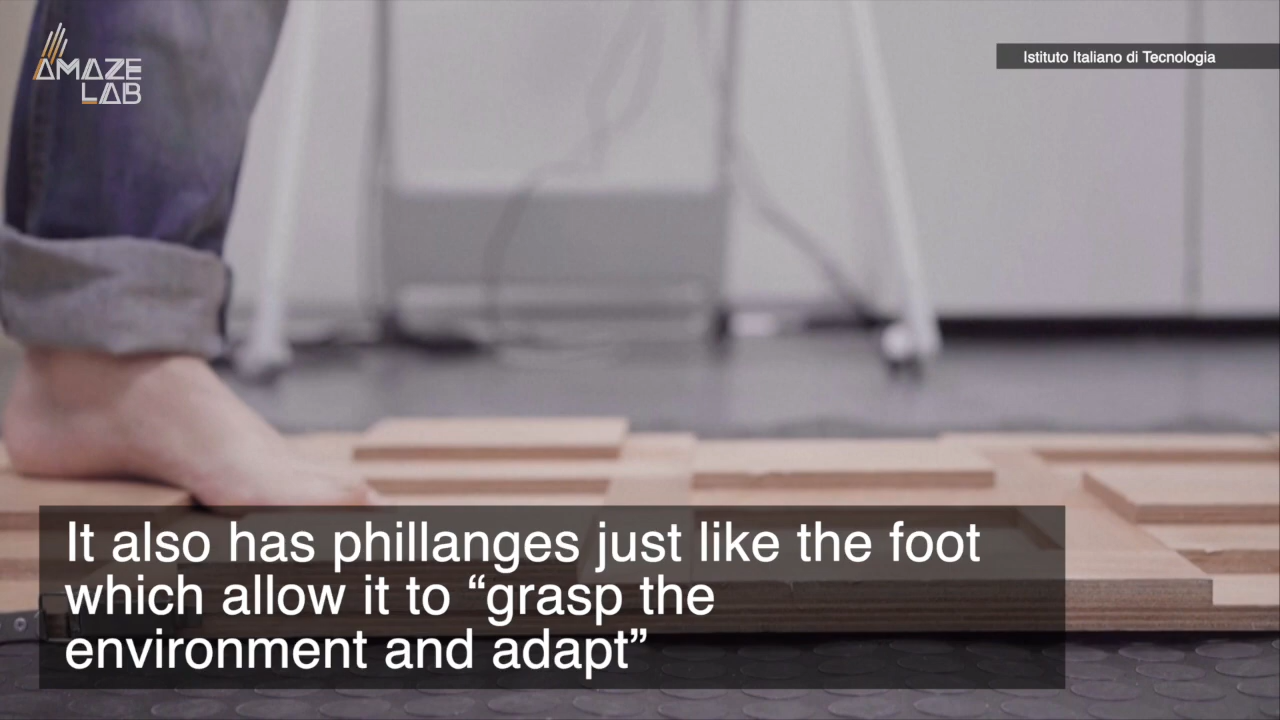 AMAZE
LAB
Istituto Italiano di Tecnologia
It also has phillanges just like the foot
which allow it to “grasp the
environment and adapt”